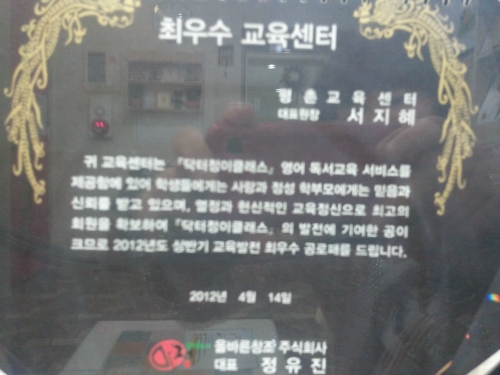 최우수 교육센터
평촌교육센터
대표원장 서지혜
귀 교육센터는 『닥터정이클래스』 영어 독서교육 서비스를
제공함에 있어 학생들에게는 사랑과 정성 학부모에게는 믿음과
신뢰를 받고 있으며, 열정과 헌신적인 교육정신으로 최고의
회원을 확보하여 『닥터정이클래스』의 발전에 기여한 공이
크므로 2012년도 상반기 교육발전 최우수 공로패를 드립니다.
2012년 4월 14일
올바른창조 주식회사
대표 정유진